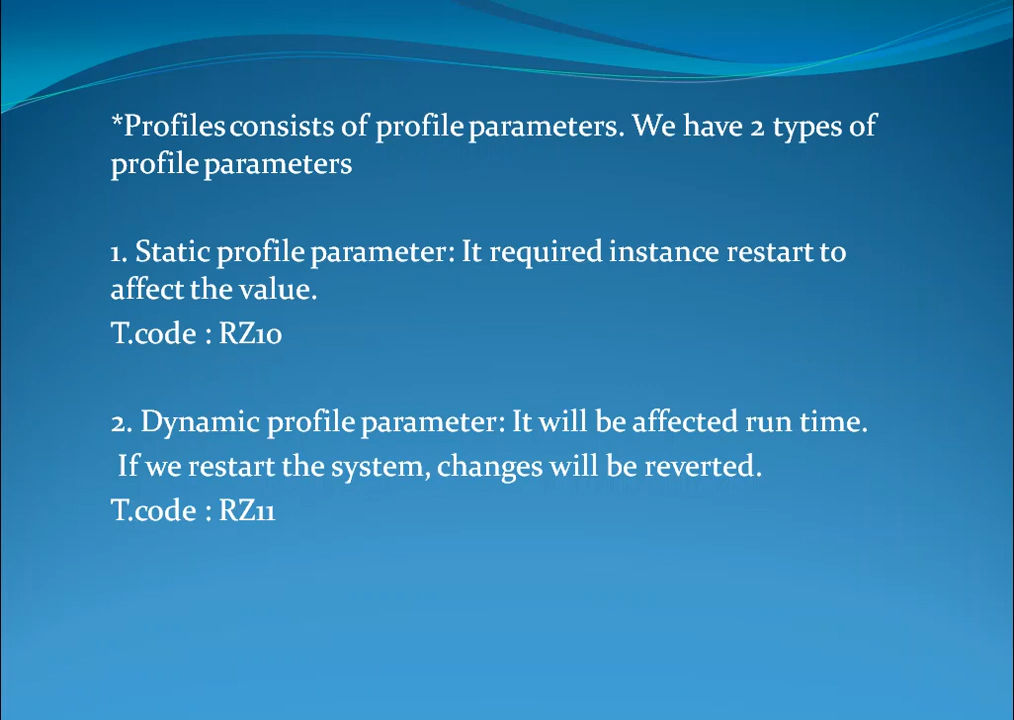 *Profiles consists of profile parameters. We have 2 types of
profile parameters
1. Static profile parameter: It required instance restart to
affect the value.
T.code : RZ10
2. Dynamic profile parameter: It will be affected run time.
If we restart the system, changes will be reverted.
T.code : RZ11